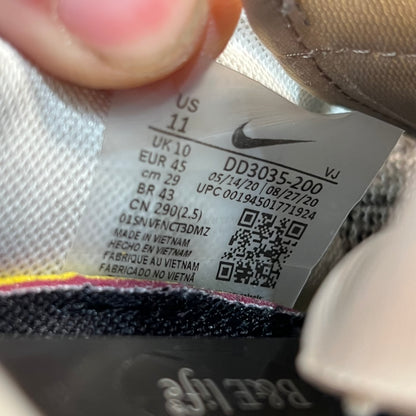 US
11
UK 10
EUR 45
cm 29
BR 43
CN 290(2.5)
01SNVFNCT3DMZ
MADE IN VIETNAM
HECHO EN VIETNAM
FABRIQUE AU VIETNAM
FABRICADO NO VIETNÃ
VJ
DD3035-200
05/14/20 08/27/20
UPC 00194501771924